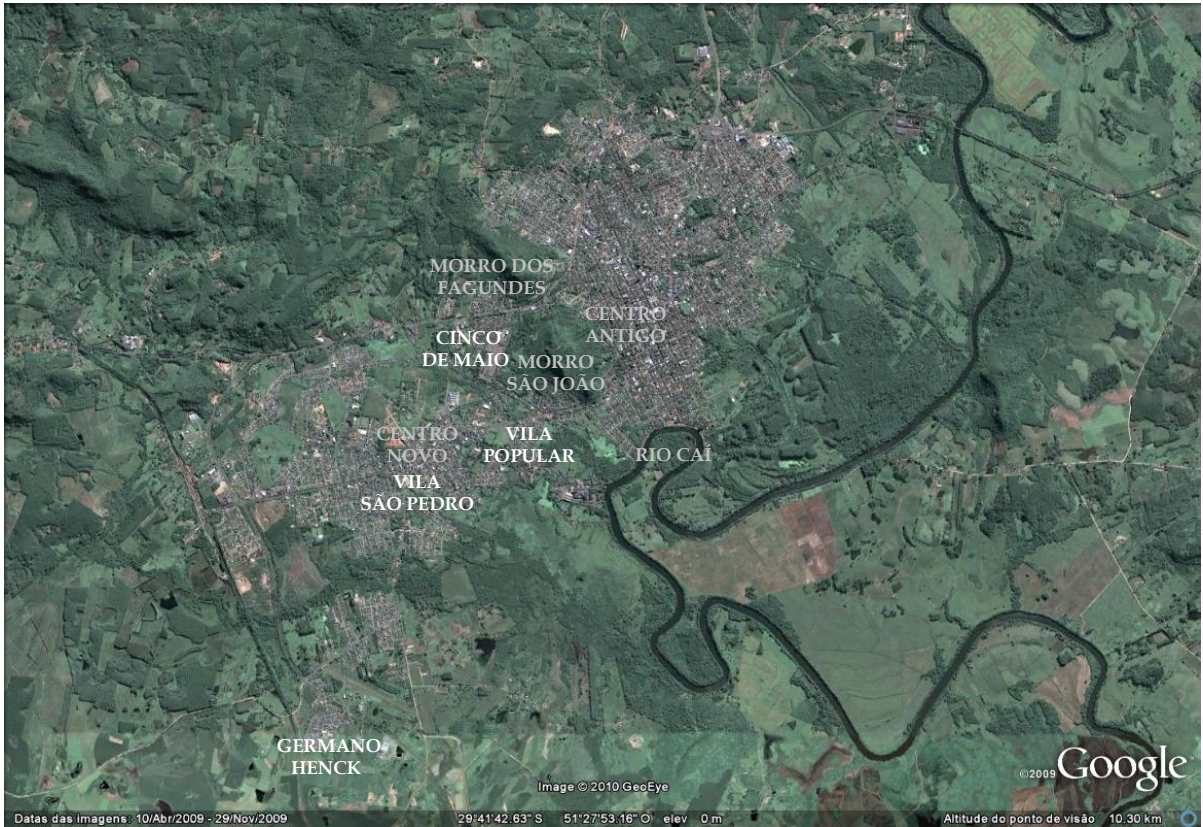 MORRO DOS
FAGUNDES
CENTRO
ANTIGO
CINCO
DE MAIO
MORRO
SÃO JOÃO
CENTRO
NOVO
VILA
POPULAR
RIO CAÍ
VILA
SÃO PEDRO
GERMANO
HENCK
©2009 Google
Image © 2010 GeoEye
Datas das imagens: 10/Abr/2009 - 29/Nov/2009 29°41'42.63" S 51°27'53.16" O elev 0 m Altitude do ponto de visão 10.30 km